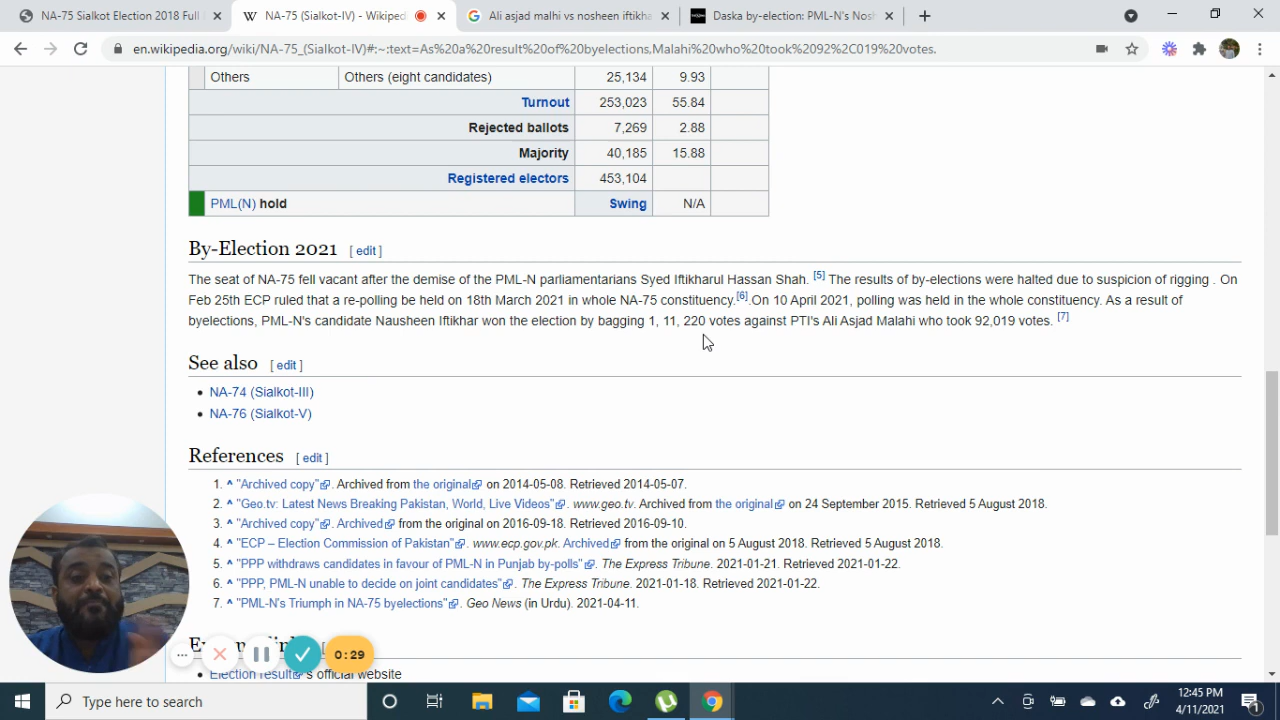 NA-75 Sialkot Election 2018 Full
NA-75 (Sialkot-IV) - Wikiped
Ali asjad malhi vs nosheen iftikha
Daska by-election: PML-N's Nosh
en.wikipedia.org/wiki/NA-75_(Sialkot-IV)#:~:text=As%20a%20result%20of%20byelections,Malahi%20who%20took%2092%2C019%20votes.
Others Others (eight candidates) 25,134 9.93
Turnout 253,023 55.84
Rejected ballots 7,269 2.88
Majority 40,185 15.88
Registered electors 453,104
PML(N) hold Swing N/A
By-Election 2021 [ edit ]
The seat of NA-75 fell vacant after the demise of the PML-N parliamentarians Syed Iftikharul Hassan Shah. [5] The results of by-elections were halted due to suspicion of rigging . On
Feb 25th ECP ruled that a re-polling be held on 18th March 2021 in whole NA-75 constituency.[6] On 10 April 2021, polling was held in the whole constituency. As a result of
byelections, PML-N's candidate Nausheen Iftikhar won the election by bagging 1, 11, 220 votes against PTI's Ali Asjad Malahi who took 92,019 votes. [7]
See also [ edit ]
• NA-74 (Sialkot-III)
• NA-76 (Sialkot-V)
References [ edit ]
1. ^ "Archived copy". Archived from the original on 2014-05-08. Retrieved 2014-05-07.
2. ^ "Geo.tv: Latest News Breaking Pakistan, World, Live Videos". www.geo.tv. Archived from the original on 24 September 2015. Retrieved 5 August 2018.
3. ^ "Archived copy". Archived from the original on 2016-09-18. Retrieved 2016-09-10.
4. ^ "ECP – Election Commission of Pakistan". www.ecp.gov.pk. Archived from the original on 5 August 2018. Retrieved 5 August 2018.
5. ^ "PPP withdraws candidates in favour of PML-N in Punjab by-polls". The Express Tribune. 2021-01-21. Retrieved 2021-01-22.
6. ^ "PPP, PML-N unable to decide on joint candidates". The Express Tribune. 2021-01-18. Retrieved 2021-01-22.
7. ^ "PML-N's Triumph in NA-75 byelections". Geo News (in Urdu). 2021-04-11.
0:29
• Election result's official website
Type here to search
12:45 PM
4/11/2021